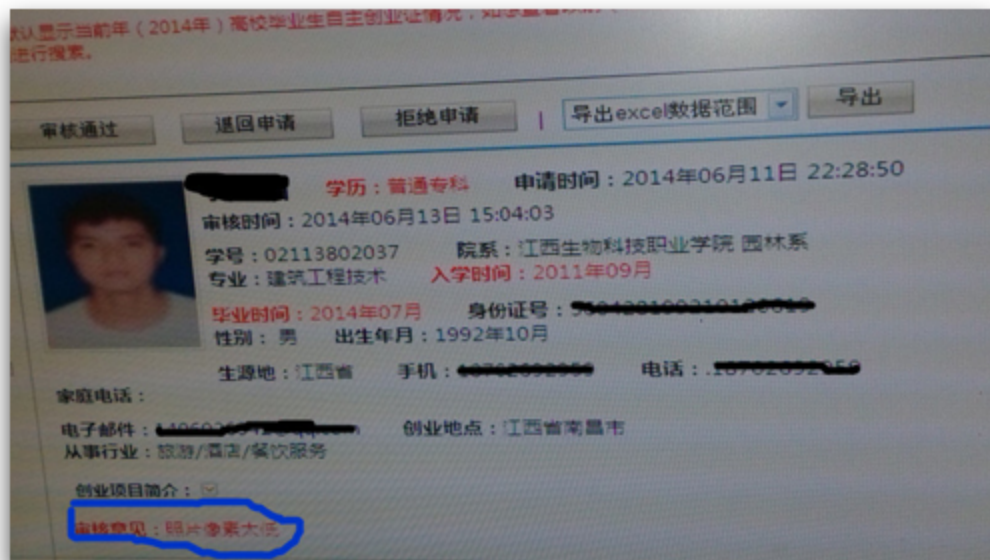 默认显示当前年（2014年）高校毕业生自主创业证情况，如
进行搜索。
审核通过 退回申请 拒绝申请 | 导出excel数据范围 导出
学历：普通专科 申请时间：2014年06月11日 22:28:50
审核时间：2014年06月13日 15:04:03
学号：02113802037 院系：江西生物科技职业学院 园林系
专业：建筑工程技术 入学时间：2011年09月
毕业时间：2014年07月 身份证号：
性别：男 出生年月：1992年10月
生源地：江西省 手机： 电话：
家庭电话：
电子邮件： 创业地点：江西省南昌市
从事行业：旅游/酒店/餐饮服务
创业项目简介：
审核意见：照片像素太低